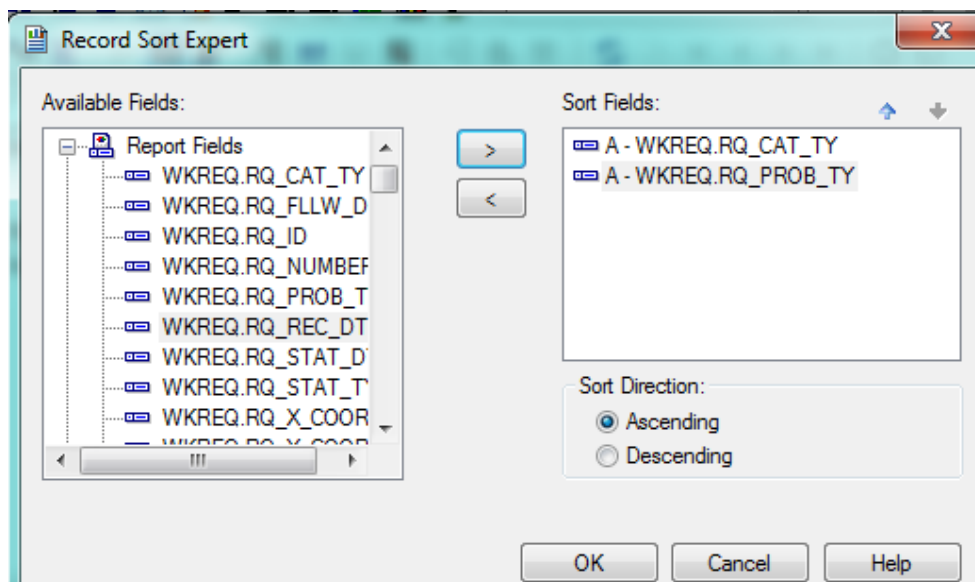 Record Sort Expert
Available Fields:
Report Fields
WKREQ.RQ_CAT_TY
WKREQ.RQ_FLLW_D
WKREQ.RQ_ID
WKREQ.RQ_NUMBER
WKREQ.RQ_PROB_T
WKREQ.RQ_REC_DT
WKREQ.RQ_STAT_D
WKREQ.RQ_STAT_T
WKREQ.RQ_X_COOR
>
<
Sort Fields:
A - WKREQ.RQ_CAT_TY
A - WKREQ.RQ_PROB_TY
Sort Direction:
Ascending
Descending
OK Cancel Help